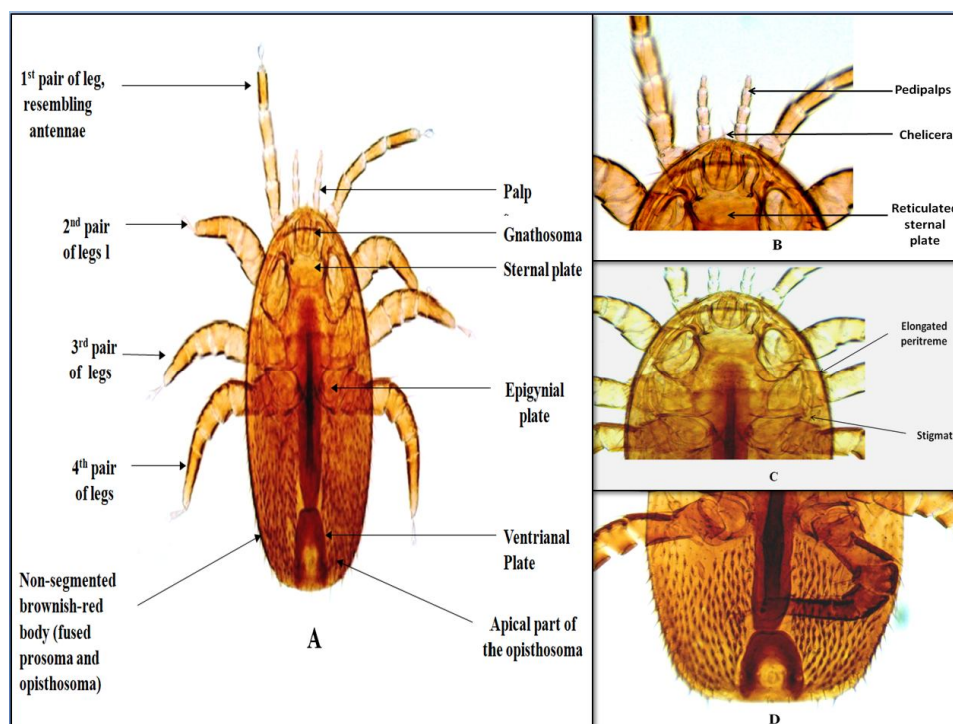 1st pair of leg,
resembling
antennae
2nd pair
of legs l
3rd pair
of legs
4th pair
of legs
Non-segmented
brownish-red
body (fused
prosoma and
opisthosoma)
Palp
Gnathosoma
Sternal plate
Epigynial
plate
Ventrianal
Plate
Apical part of
the opisthosoma
A
Pedipalps
Chelicera
Reticulated
sternal
plate
B
Elongated
peritreme
Stigmat
C
D